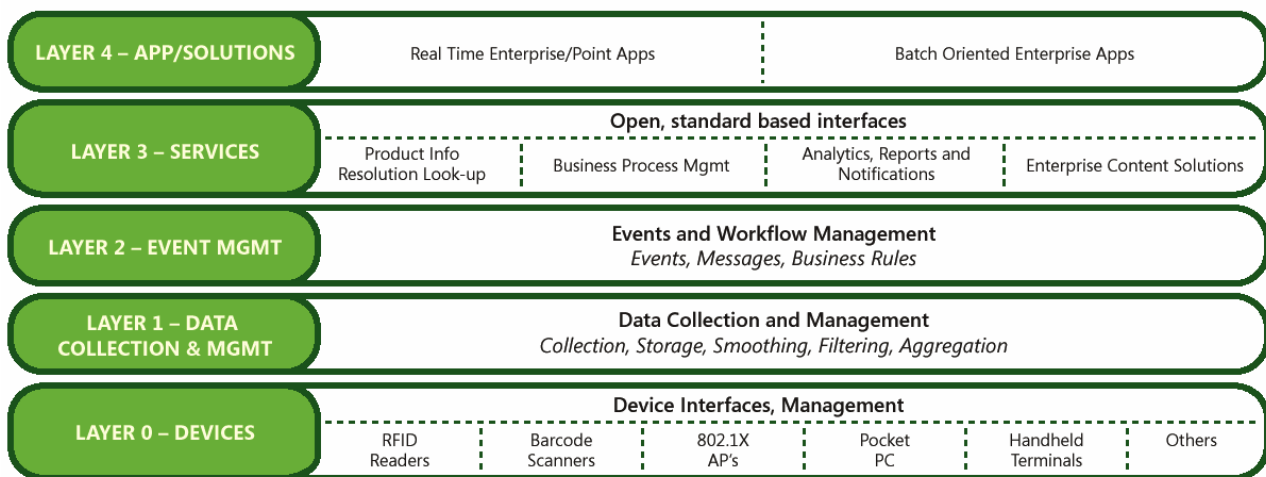 LAYER 4 – APP/SOLUTIONS
Real Time Enterprise/Point Apps
Batch Oriented Enterprise Apps
LAYER 3 – SERVICES
Open, standard based interfaces
Product Info
Resolution Look-up
Business Process Mgmt
Analytics, Reports and
Notifications
Enterprise Content Solutions
LAYER 2 – EVENT MGMT
Events and Workflow Management
Events, Messages, Business Rules
LAYER 1 – DATA
COLLECTION & MGMT
Data Collection and Management
Collection, Storage, Smoothing, Filtering, Aggregation
LAYER 0 – DEVICES
Device Interfaces, Management
RFID
Readers
Barcode
Scanners
802.1X
AP's
Pocket
PC
Handheld
Terminals
Others